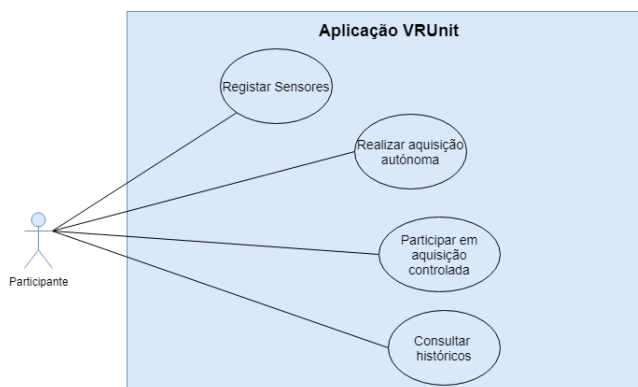 Aplicação VRUnit
Registar Sensores
Realizar aquisição
autónoma
Participar em
aquisição
controlada
Participante
Consultar
históricos